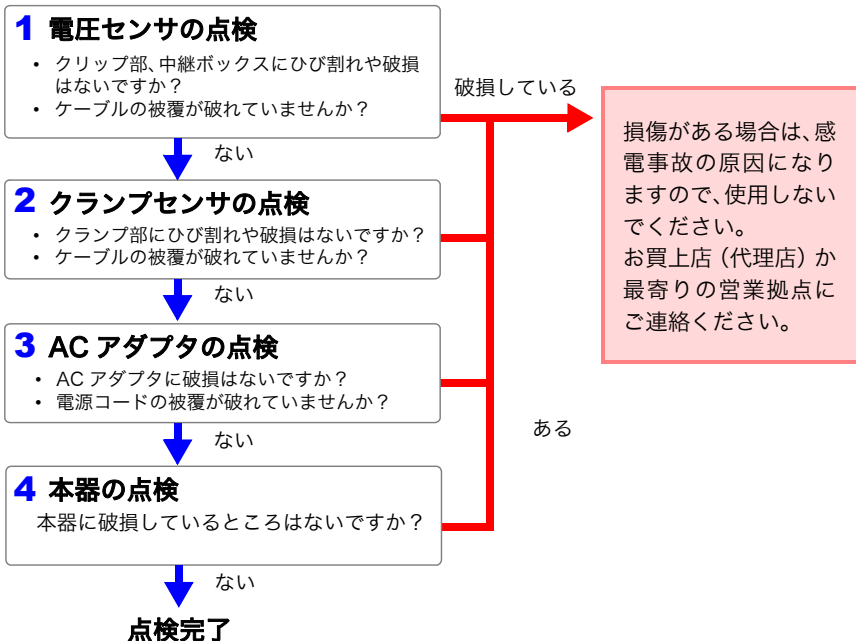 1 電圧センサの点検
• クリップ部、中継ボックスにひび割れや破損
はないですか？
• ケーブルの被覆が破れていませんか？
破損している
損傷がある場合は、感
電事故の原因になり
ますので、使用しない
でください。
お買上店（代理店）か
最寄りの営業拠点に
ご連絡ください。
ない
2 クランプセンサの点検
• クランプ部にひび割れや破損はないですか？
• ケーブルの被覆が破れていませんか？
ない
3 AC アダプタの点検
• AC アダプタに破損はないですか？
• 電源コードの被覆が破れていませんか？
ある
ない
4 本器の点検
本器に破損しているところはないですか？
ない
点検完了